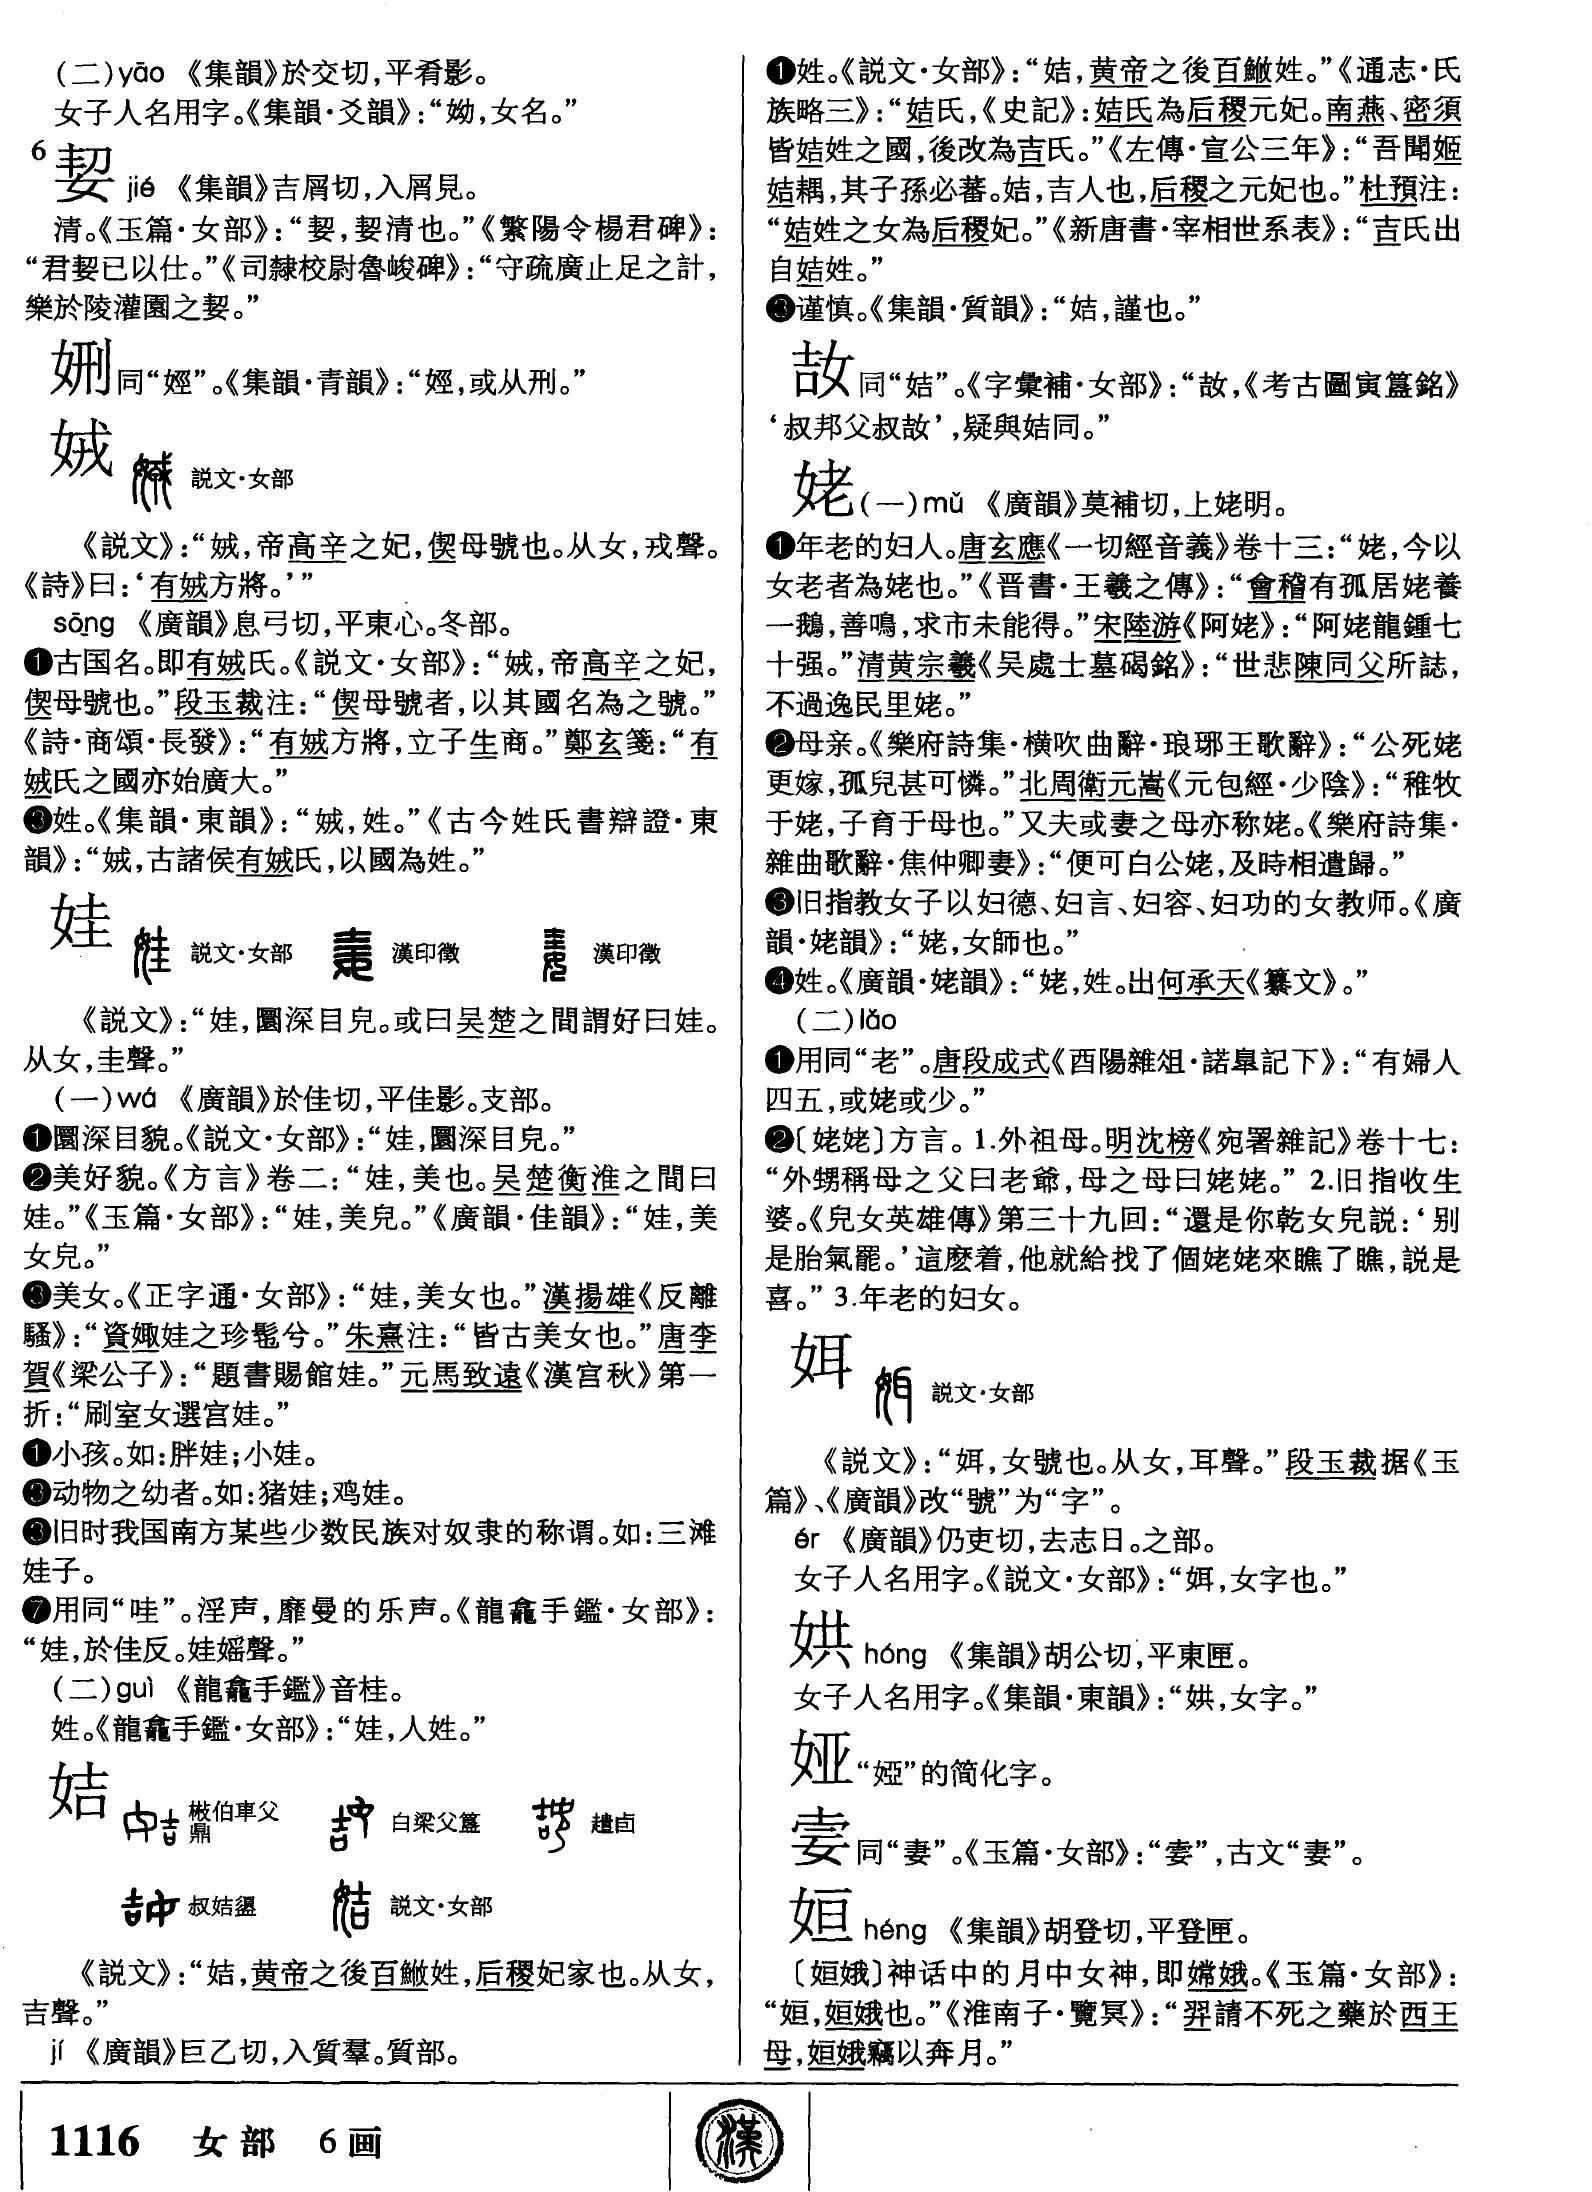 (二)yāo 《集韻》於交切,平肴影。
女子人名用字。《集韻·爻韻》:“㛂,女名。”
6
㛃 jié 《集韻》吉屑切,入屑見。
清。《玉篇·女部》:“㛃,㛃清也。”《繁陽令楊君碑》:
“君㛃已以仕。”《司隸校尉魯峻碑》:“守疏廣止足之計,
樂於陵灌園之㛃。”
㛄同“娙”。《集韻·青韻》:“娙,或从刑。”
娀 説文·女部
《説文》:“娀,帝高辛之妃,偰母號也。从女,戎聲。
《詩》曰:‘有娀方將。’”
sōng 《廣韻》息弓切,平東心。冬部。
❶古国名。即有娀氏。《説文·女部》:“娀,帝高辛之妃,
偰母號也。”段玉裁注:“偰母號者,以其國名為之號。”
《詩·商頌·長發》:“有娀方將,立子生商。”鄭玄箋:“有
娀氏之國亦始廣大。”
❸姓。《集韻·東韻》:“娀,姓。”《古今姓氏書辯證·東
韻》:“娀,古諸侯有娀氏,以國為姓。”
娃 説文·女部 漢印徵 漢印徵
《説文》:“娃,圜深目皃。或曰吴楚之間謂好曰娃。
从女,圭聲。”
(一)wá 《廣韻》於佳切,平佳影。支部。
❶圜深目貌。《説文·女部》:“娃,圜深目皃。”
❷美好貌。《方言》卷二:“娃,美也。吴楚衡淮之間曰
娃。”《玉篇·女部》:“娃,美皃。”《廣韻·佳韻》:“娃,美
女皃。”
❸美女。《正字通·女部》:“娃,美女也。”漢揚雄《反離
騷》:“資娵娃之珍髢兮。”朱熹注:“皆古美女也。”唐李
賀《梁公子》:“題書賜館娃。”元馬致遠《漢宫秋》第一
折:“刷室女選宫娃。”
❶小孩。如:胖娃;小娃。
❸动物之幼者。如:猪娃;鸡娃。
❸旧时我国南方某些少数民族对奴隶的称谓。如:三滩
娃子。
❼用同“哇”。淫声,靡曼的乐声。《龍龕手鑑·女部》:
“娃,於佳反。娃婬聲。”
(二)guì 《龍龕手鑑》音桂。
姓。《龍龕手鑑·女部》:“娃,人姓。”
姞 㪔伯車父鼎 白梁父簋 趞卣
叔姞盨 説文·女部
《説文》:“姞,黄帝之後百鮅姓,后稷妃家也。从女,
吉聲。”
jí 《廣韻》巨乙切,入質羣。質部。
❶姓。《説文·女部》:“姞,黄帝之後百鮅姓。”《通志·氏
族略三》:“姞氏,《史記》:姞氏為后稷元妃。南燕、密須
皆姞姓之國,後改為吉氏。”《左傳·宣公三年》:“吾聞姬
姞耦,其子孫必蕃。姞,吉人也,后稷之元妃也。”杜預注:
“姞姓之女為后稷妃。”《新唐書·宰相世系表》:“吉氏出
自姞姓。”
❸谨慎。《集韻·質韻》:“姞,謹也。”
㛇同“姞”。《字彙補·女部》:“㛇,《考古圖寅簋銘》
‘叔邦父叔㛇’,疑與姞同。”
姥(一)mǔ 《廣韻》莫補切,上姥明。
❶年老的妇人。唐玄應《一切經音義》卷十三:“姥,今以
女老者為姥也。”《晋書·王羲之傳》:“會稽有孤居姥養
一鵝,善鳴,求市未能得。”宋陸游《阿姥》:“阿姥龍鍾七
十强。”清黄宗羲《吴處士墓碣銘》:“世悲陳同父所誌,
不過逸民里姥。”
❷母亲。《樂府詩集·横吹曲辭·琅琊王歌辭》:“公死姥
更嫁,孤兒甚可憐。”北周衛元嵩《元包經·少陰》:“稚牧
于姥,子育于母也。”又夫或妻之母亦称姥。《樂府詩集·
雜曲歌辭·焦仲卿妻》:“便可白公姥,及時相遣歸。”
❸旧指教女子以妇德、妇言、妇容、妇功的女教师。《廣
韻·姥韻》:“姥,女師也。”
❹姓。《廣韻·姥韻》:“姥,姓。出何承天《纂文》。”
(二)lǎo
❶用同“老”。唐段成式《酉陽雜俎·諾皋記下》:“有婦人
四五,或姥或少。”
❷〔姥姥〕方言。1.外祖母。明沈榜《宛署雜記》卷十七:
“外甥稱母之父曰老爺,母之母曰姥姥。” 2.旧指收生
婆。《兒女英雄傳》第三十九回:“還是你乾女兒説:‘别
是胎氣罷。’這麽着,他就給找了個姥姥來瞧了瞧,説是
喜。” 3.年老的妇女。
姌 説文·女部
《説文》:“㛅,女號也。从女,耳聲。”段玉裁据《玉
篇》、《廣韻》改“號”为“字”。
ér 《廣韻》仍吏切,去志日。之部。
女子人名用字。《説文·女部》:“㛅,女字也。”
㛔 hóng 《集韻》胡公切,平東匣。
女子人名用字。《集韻·東韻》:“㛔,女字。”
娅“婭”的简化字。
㚣同“妻”。《玉篇·女部》:“㚣”,古文“妻”。
姮 héng 《集韻》胡登切,平登匣。
〔姮娥〕神话中的月中女神,即嫦娥。《玉篇·女部》:
“姮,姮娥也。”《淮南子·覽冥》:“羿請不死之藥於西王
母,姮娥竊以奔月。”
1116 女部 6画
漢